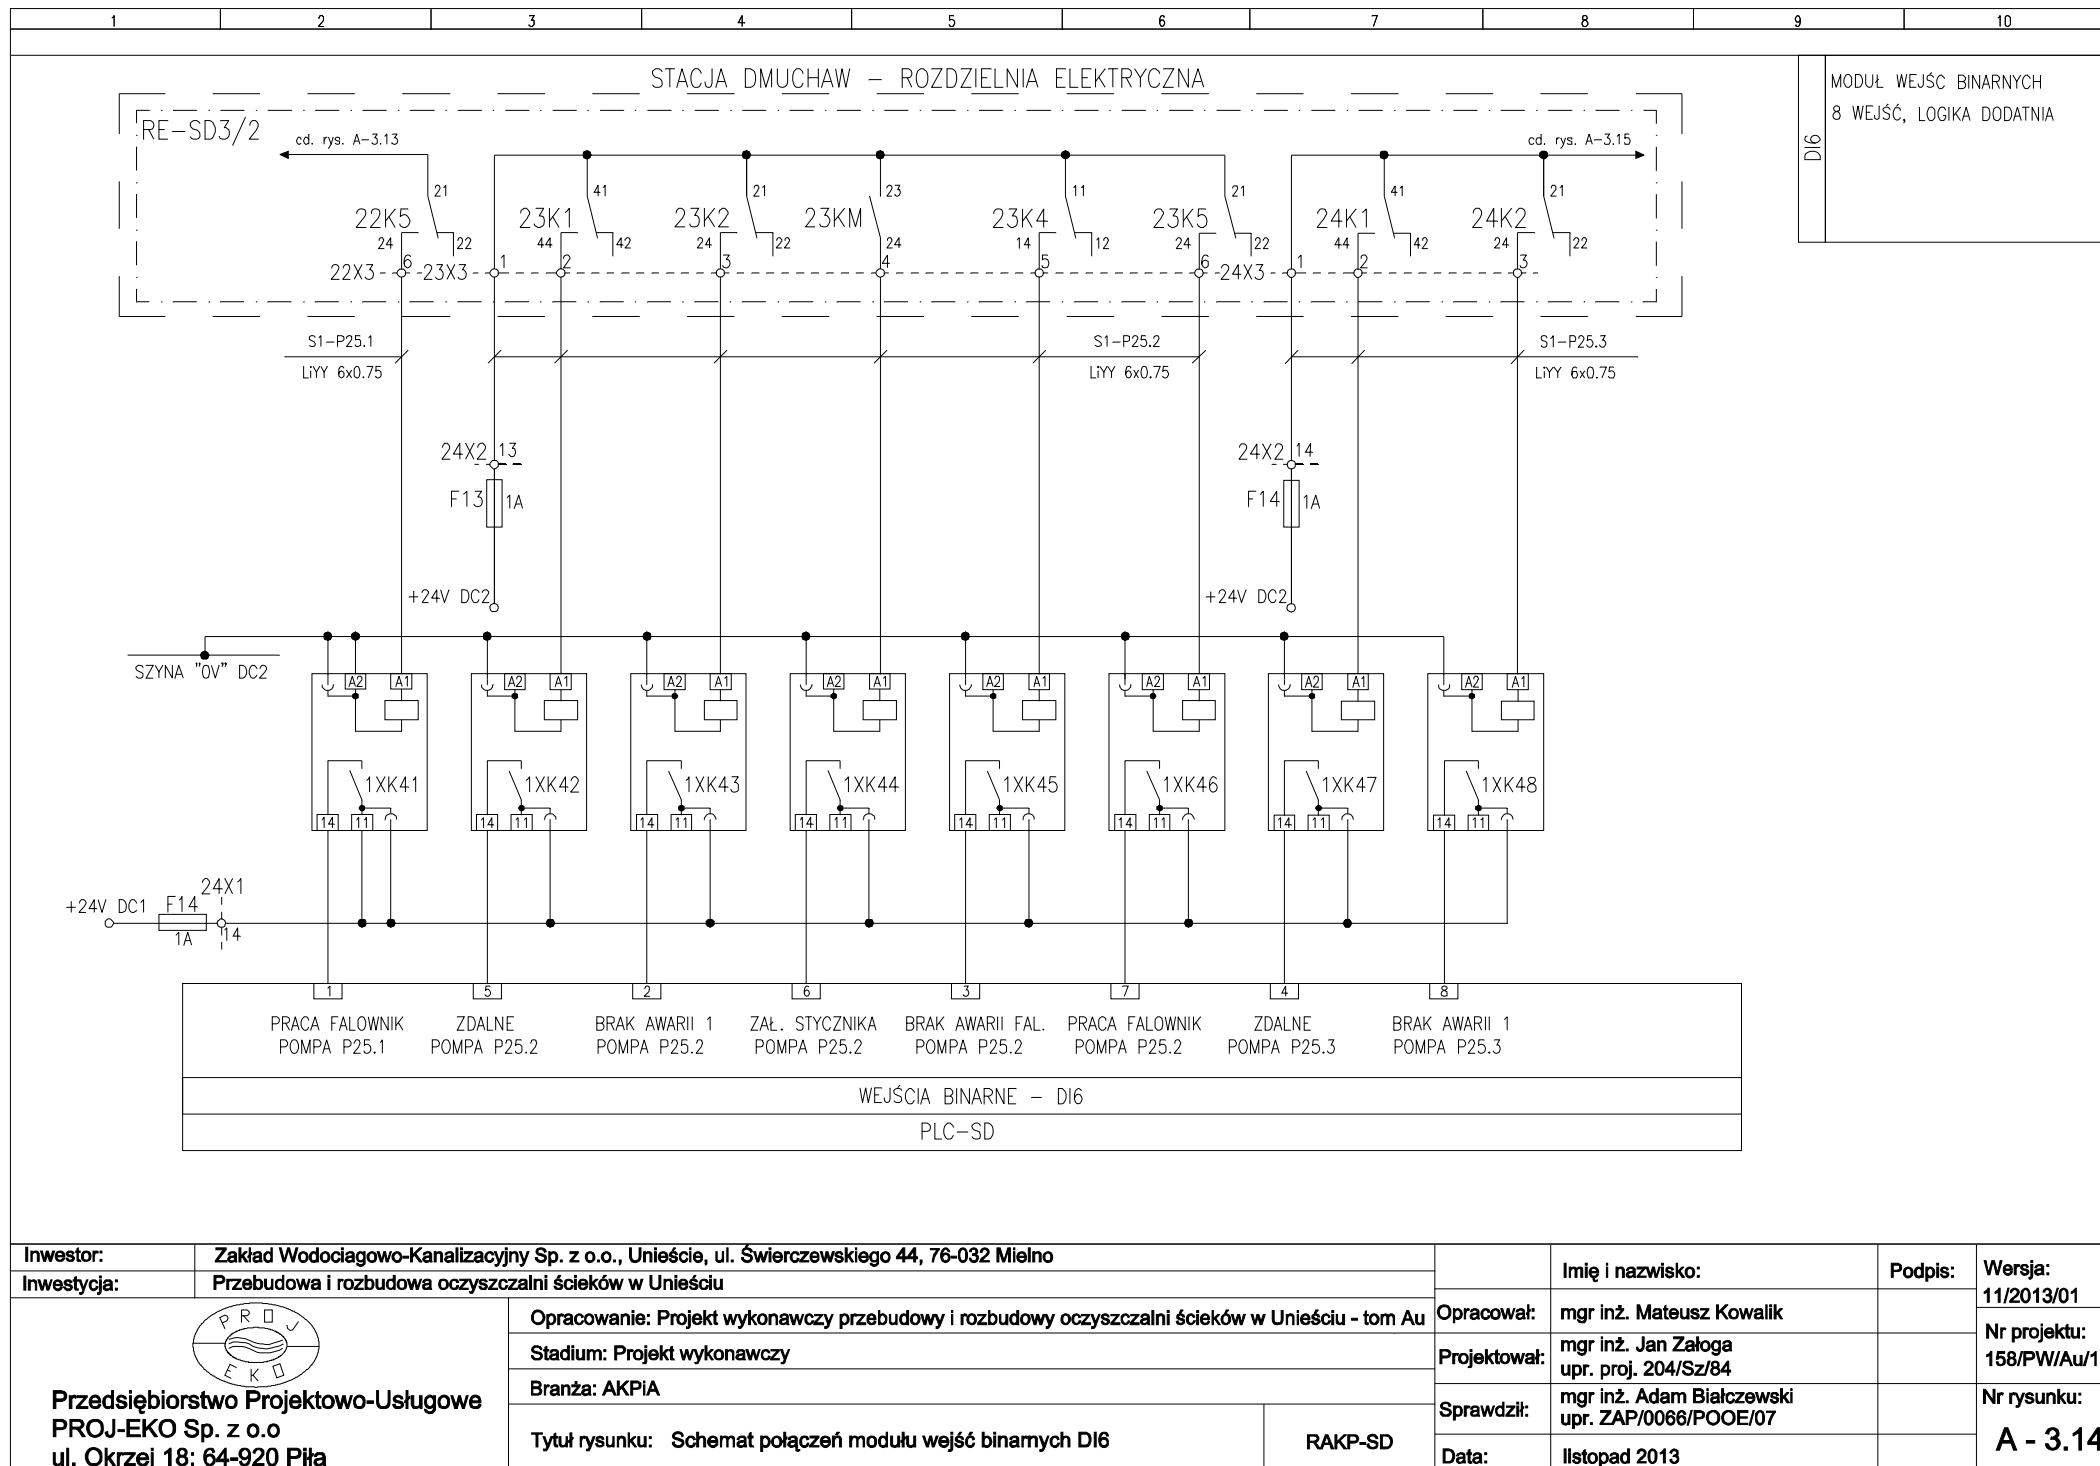 1 2 3 4 5 6 7 8 9 10
STACJA DMUCHAW – ROZDZIELNIA ELEKTRYCZNA
MODUŁ WEJŚC BINARNYCH
8 WEJŚĆ, LOGIKA DODATNIA
DI6
RE-SD3/2
cd. rys. A-3.13
cd. rys. A-3.15
21 41 21 23 11 21 41 21
22K5 23K1 23K2 23KM 23K4 23K5 24K1 24K2
24 22 44 42 24 22 24 14 12 24 22 44 42 24 22
22X3 6 23X3 1 2 3 4 5 6 24X3 1 2 3
S1-P25.1 S1-P25.2 S1-P25.3
LiYY 6x0.75 LiYY 6x0.75 LiYY 6x0.75
24X2 13 24X2 14
F13 1A F14 1A
+24V DC2 +24V DC2
SZYNA "0V" DC2
A2 A1 A2 A1 A2 A1 A2 A1 A2 A1 A2 A1 A2 A1 A2 A1
1XK41 1XK42 1XK43 1XK44 1XK45 1XK46 1XK47 1XK48
14 11 14 11 14 11 14 11 14 11 14 11 14 11 14 11
24X1
+24V DC1 F14
1A 14
1 5 2 6 3 7 4 8
PRACA FALOWNIK ZDALNE BRAK AWARII 1 ZAŁ. STYCZNIKA BRAK AWARII FAL. PRACA FALOWNIK ZDALNE BRAK AWARII 1
POMPA P25.1 POMPA P25.2 POMPA P25.2 POMPA P25.2 POMPA P25.2 POMPA P25.2 POMPA P25.3 POMPA P25.3
WEJŚCIA BINARNE – DI6
PLC-SD
Inwestor: Zakład Wodociagowo-Kanalizacyjny Sp. z o.o., Unieście, ul. Świerczewskiego 44, 76-032 Mielno
Inwestycja: Przebudowa i rozbudowa oczyszczalni ścieków w Unieściu
PROJ
EKO
Przedsiębiorstwo Projektowo-Usługowe
PROJ-EKO Sp. z o.o
ul. Okrzei 18; 64-920 Piła
Opracowanie: Projekt wykonawczy przebudowy i rozbudowy oczyszczalni ścieków w Unieściu - tom Au
Stadium: Projekt wykonawczy
Branża: AKPiA
Tytuł rysunku: Schemat połączeń modułu wejść binarnych DI6
RAKP-SD
Imię i nazwisko: Podpis:
Opracował: mgr inż. Mateusz Kowalik
Projektował: mgr inż. Jan Załoga
upr. proj. 204/Sz/84
Sprawdził: mgr inż. Adam Białczewski
upr. ZAP/0066/POOE/07
Data: listopad 2013
Wersja:
11/2013/01
Nr projektu:
158/PW/Au/1
Nr rysunku:
A - 3.14